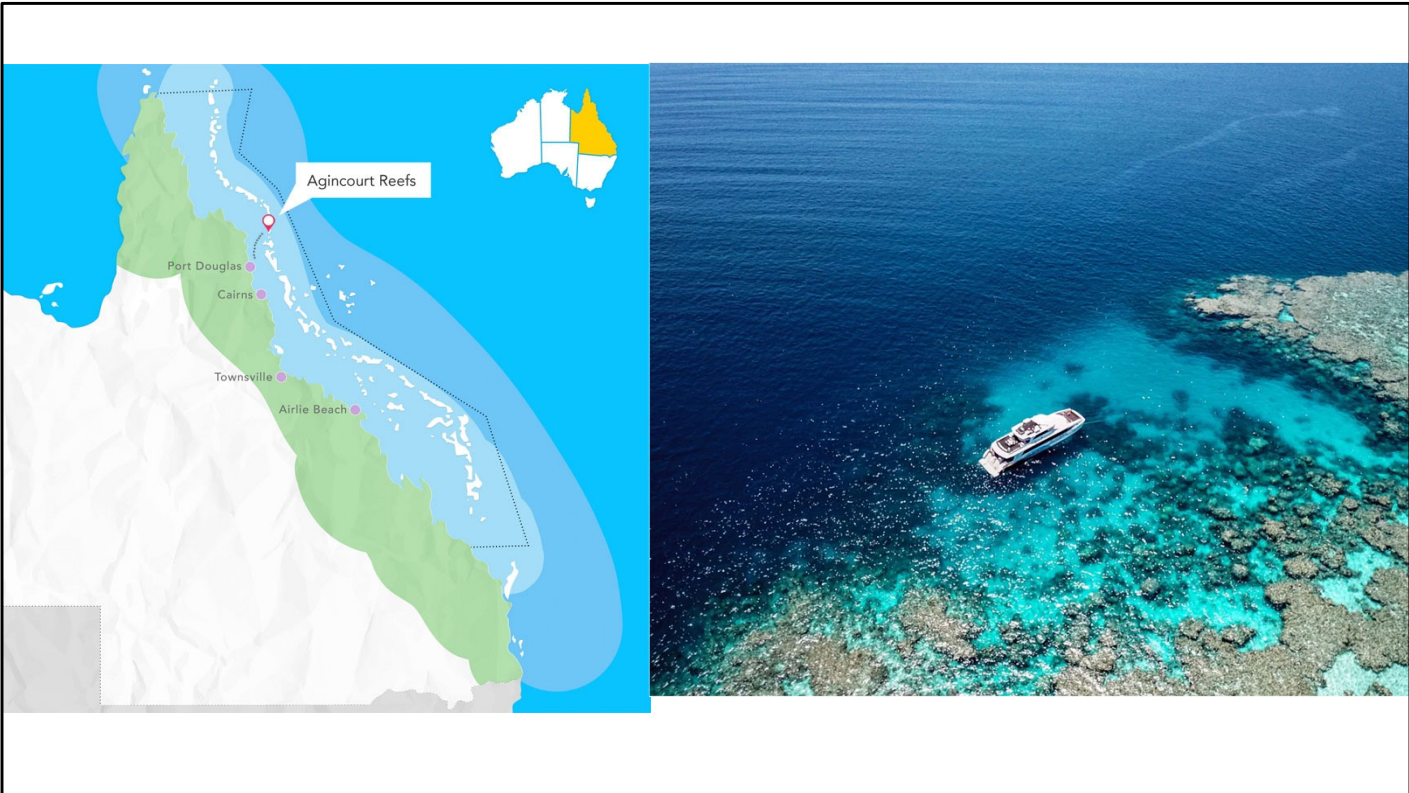 Agincourt Reefs
Port Douglas
Cairns
Townsville
Airlie Beach